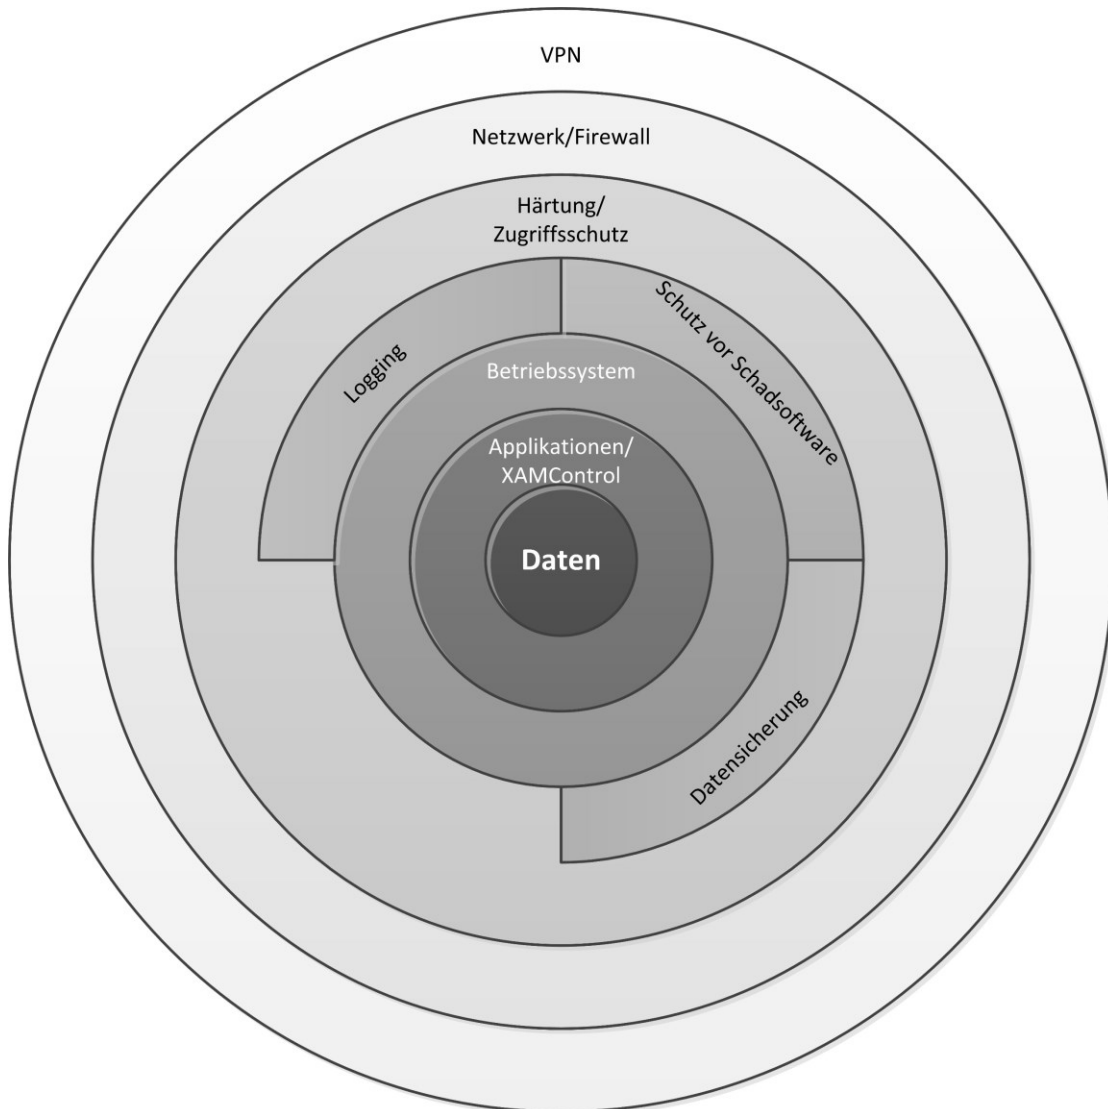 VPN
Netzwerk/Firewall
Härtung/
Zugriffsschutz
Schutz vor Schadsoftware
Logging
Betriebssystem
Applikationen/
XAMControl
Daten
Datensicherung